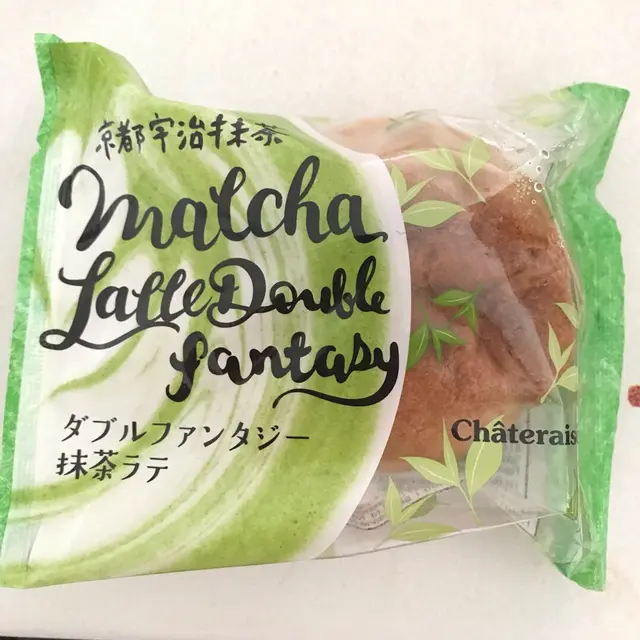 京都宇治抹茶
matcha
Latte Double
fantasy
ダブルファンタジー
抹茶ラテ
Châterais